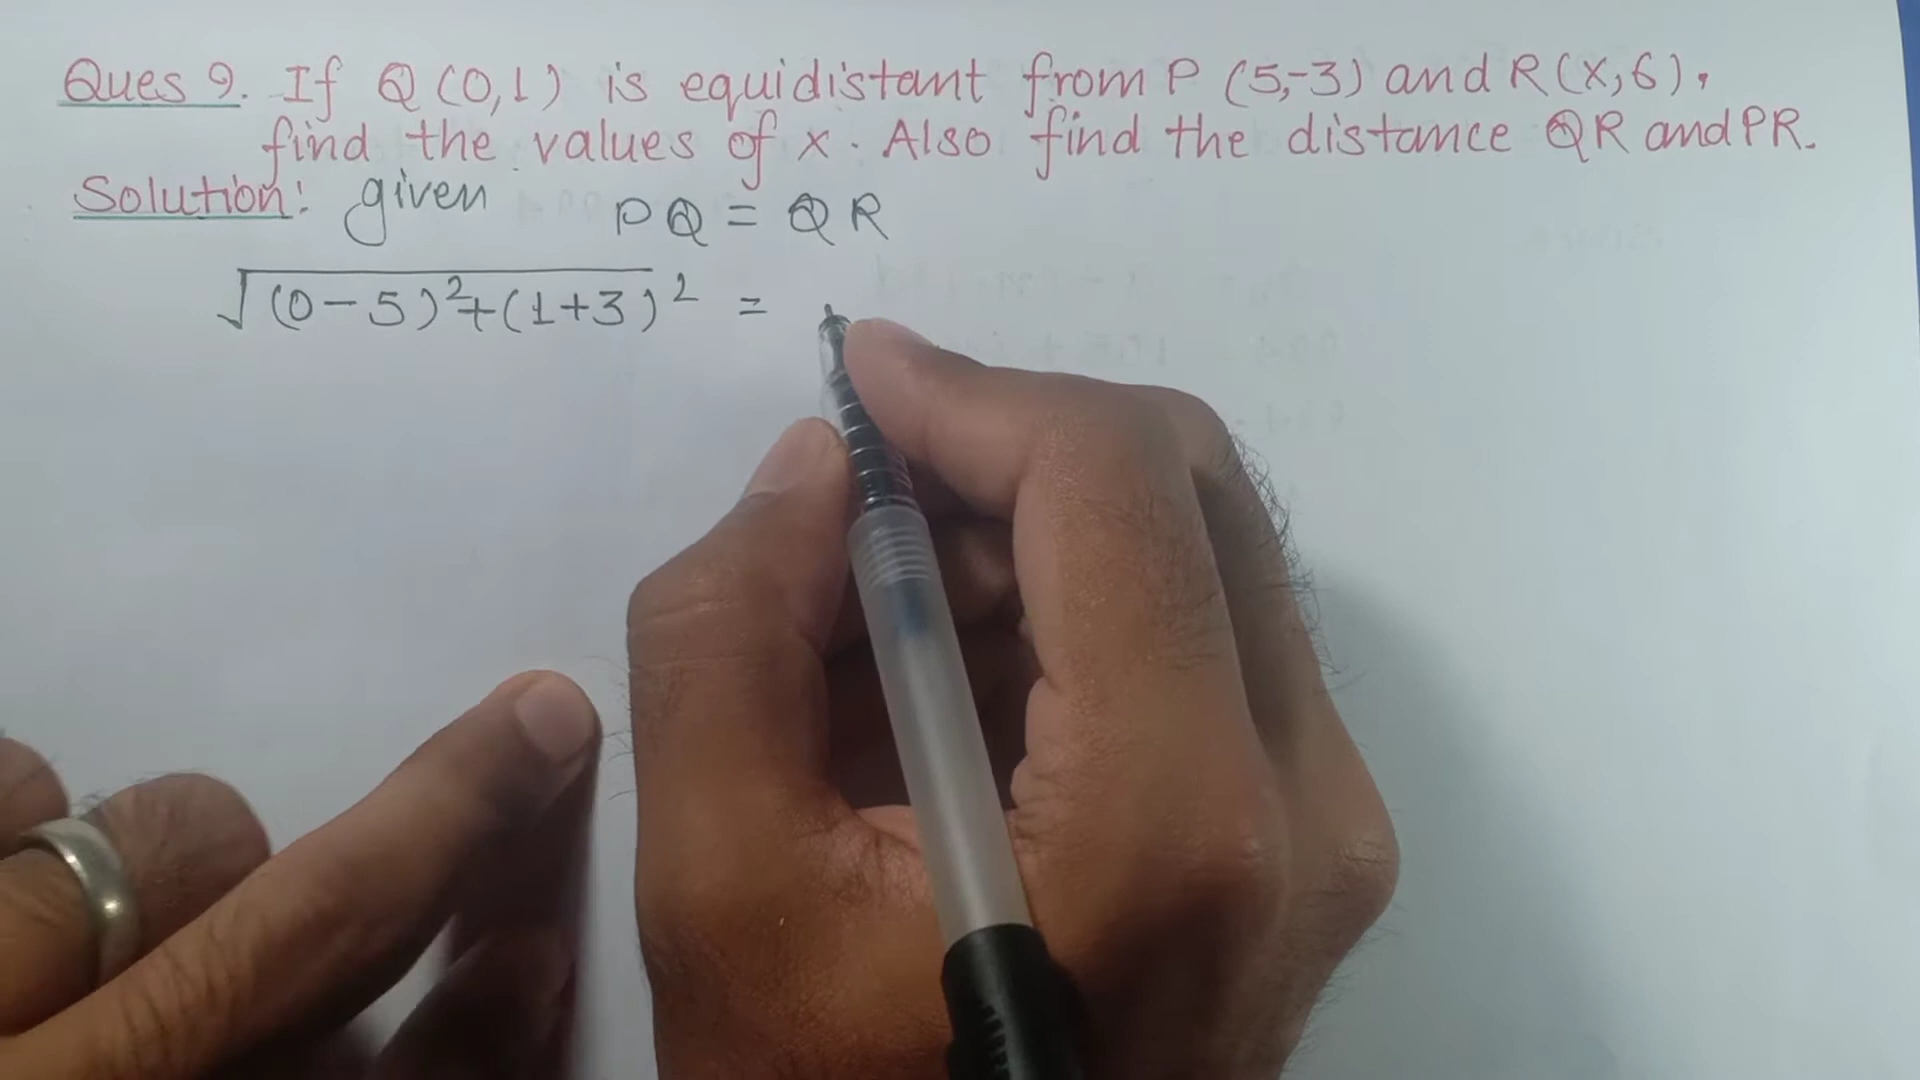 Ques 9. If Q (0,1) is equidistant from P (5,-3) and R(x,6),
find the values of x. Also find the distance QR and PR.
Solution: given PQ = QR
√(0-5)²+(1+3)² =